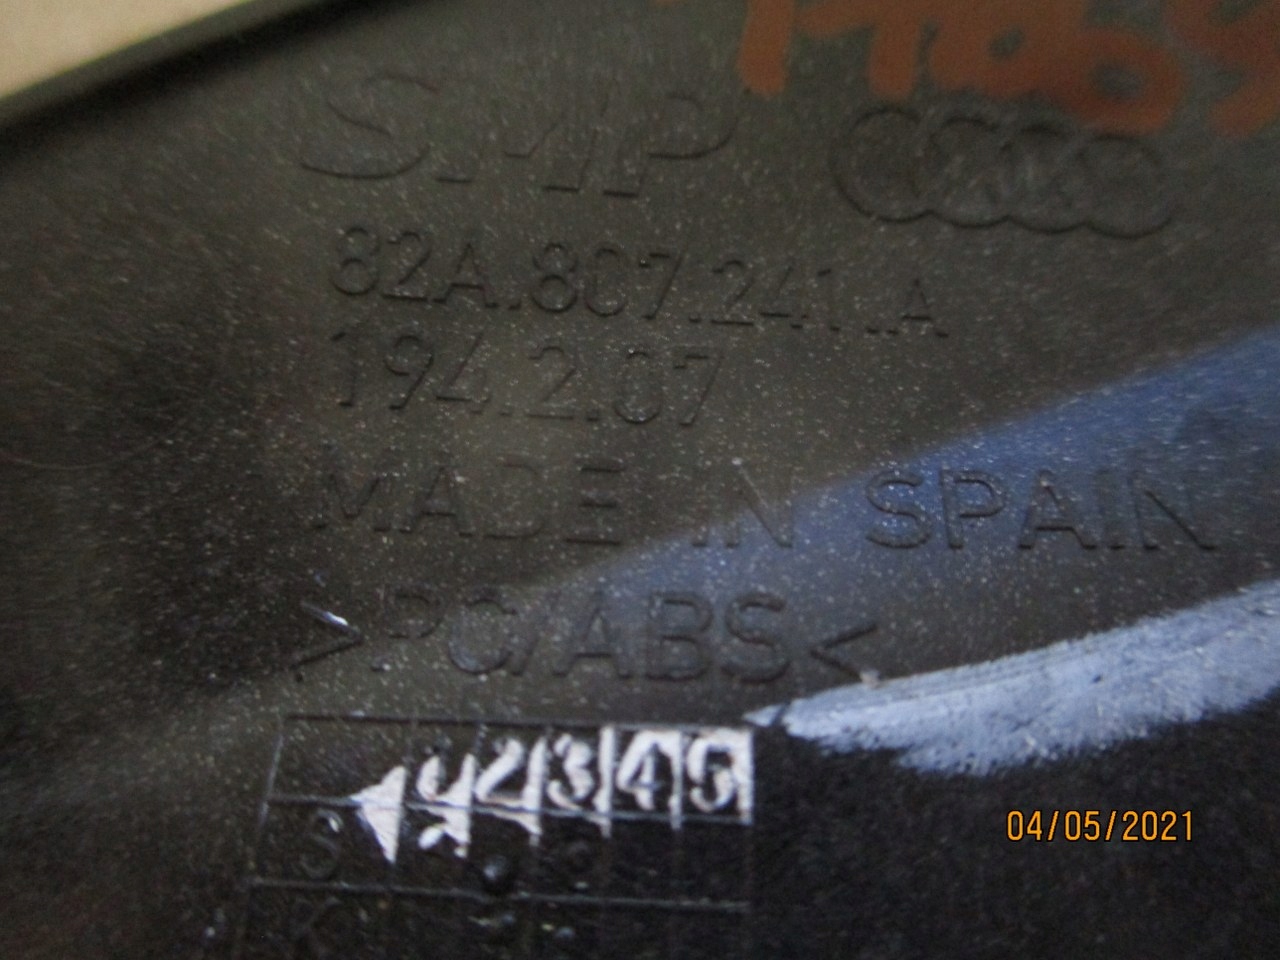 SMP
82A.807.241.A
194.2.07
MADE IN SPAIN
>PC/ABS<
2 3 4 5
S
K
04/05/2021